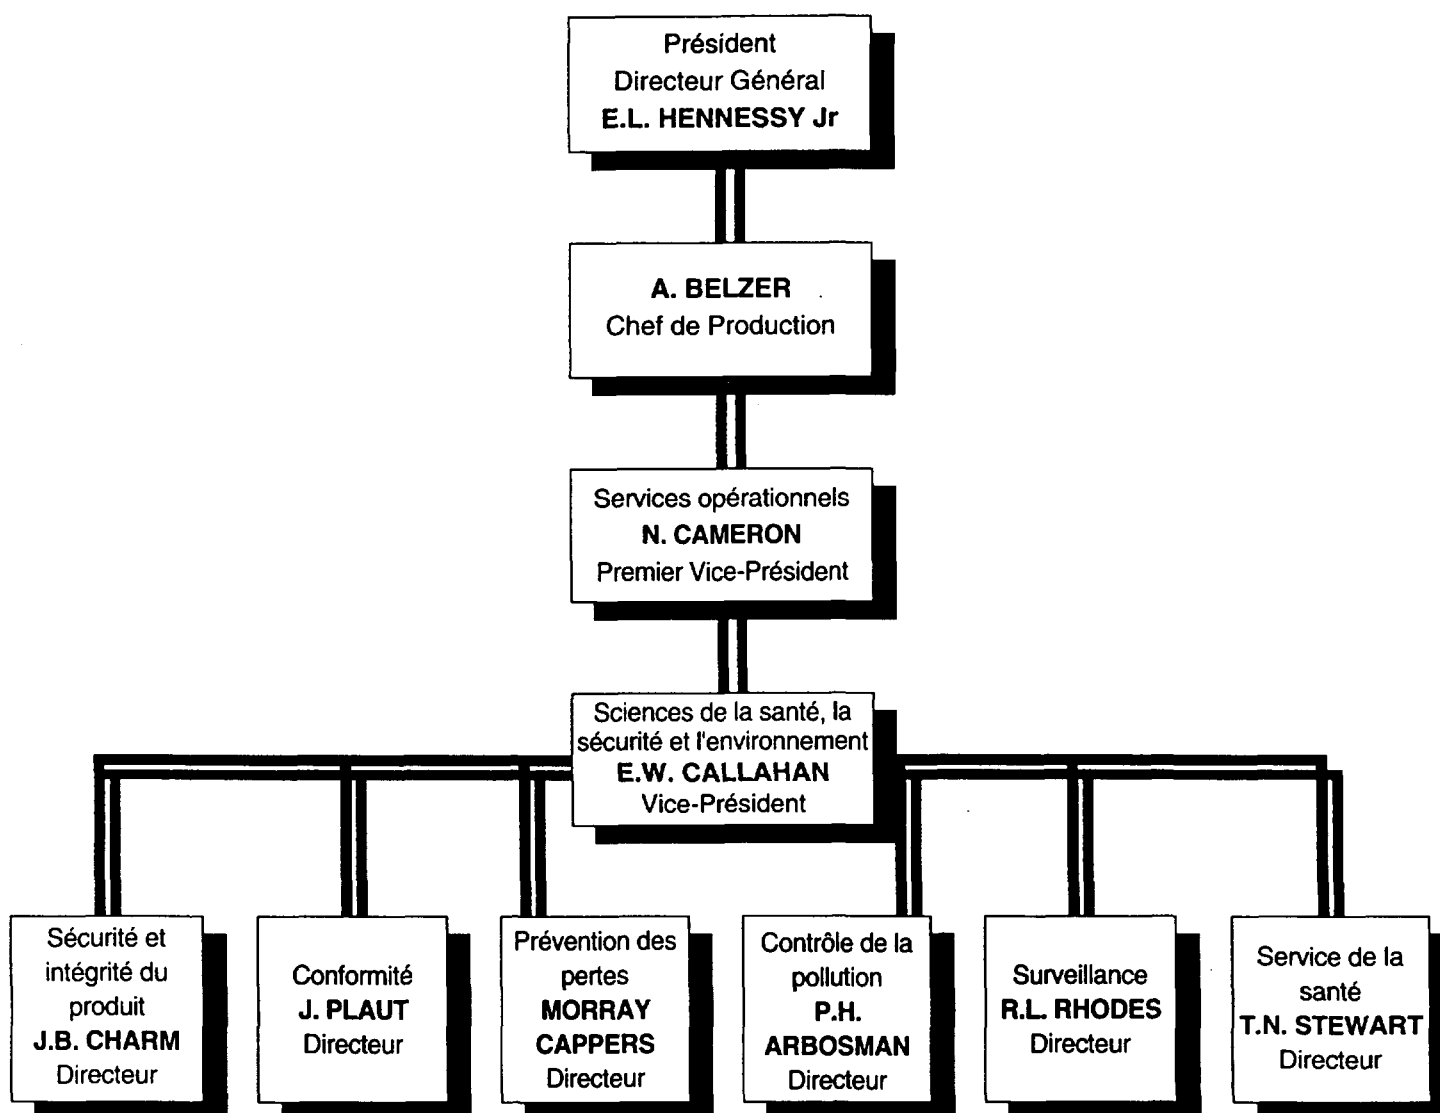 Président
Directeur Général
E.L. HENNESSY Jr
A. BELZER
Chef de Production
Services opérationnels
N. CAMERON
Premier Vice-Président
Sciences de la santé, la
sécurité et l'environnement
E.W. CALLAHAN
Vice-Président
Sécurité et
intégrité du
produit
J.B. CHARM
Directeur
Conformité
J. PLAUT
Directeur
Prévention des
pertes
MORRAY
CAPPERS
Directeur
Contrôle de la
pollution
P.H.
ARBOSMAN
Directeur
Surveillance
R.L. RHODES
Directeur
Service de la
santé
T.N. STEWART
Directeur